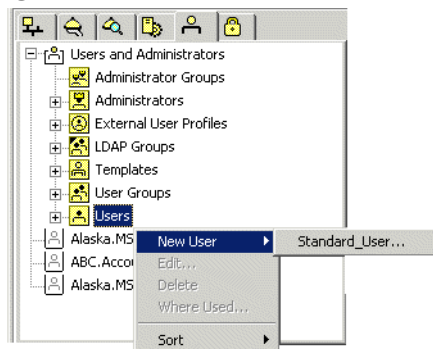 Users and Administrators
Administrator Groups
Administrators
External User Profiles
LDAP Groups
Templates
User Groups
Users
Alaska.MS
ABC.Accou
Alaska.MS
New User
Edit...
Delete
Where Used...
Sort
Standard_User...